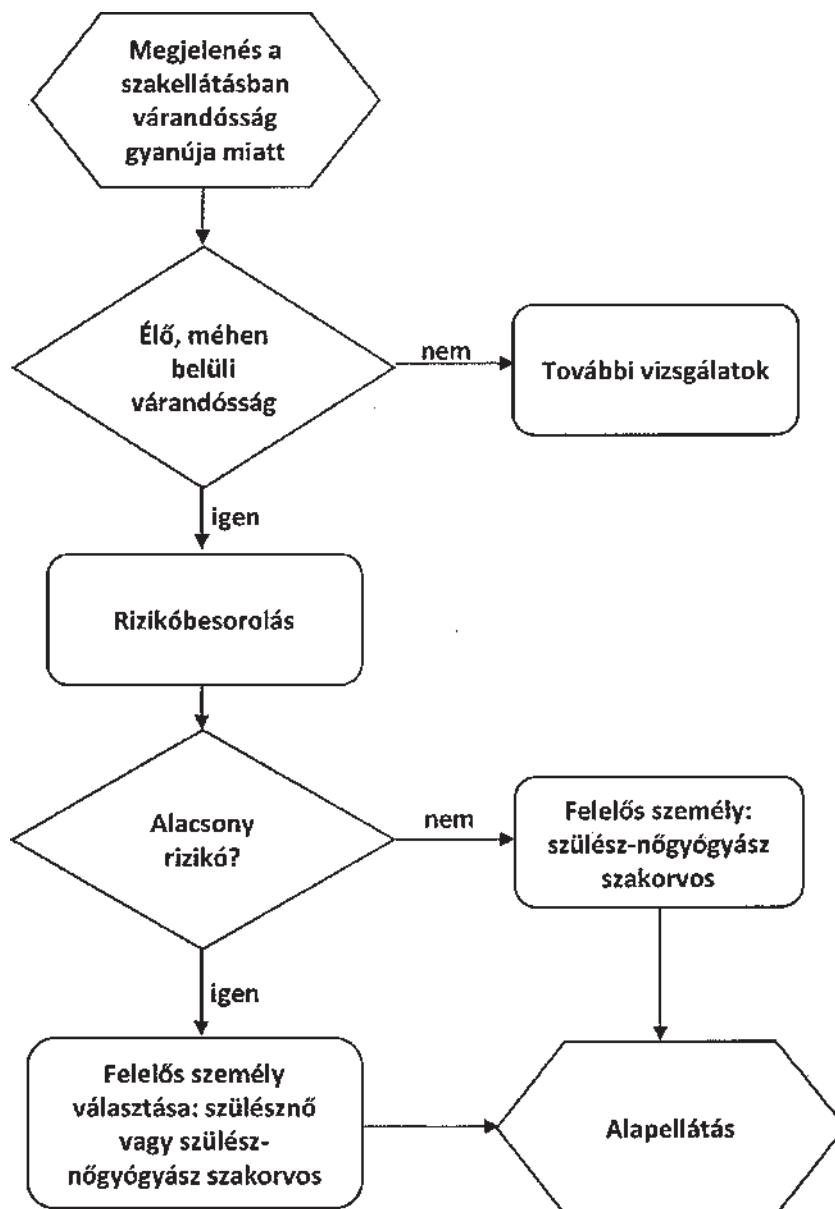 Megjelenés a
szakellátásban
várandósság
gyanúja miatt
Élő, méhen
belüli
várandósság
nem
További vizsgálatok
igen
Rizikóbesorolás
Alacsony
rizikó?
nem
Felelős személy:
szülész-nőgyógyász
szakorvos
igen
Felelős személy
választása: szülésznő
vagy szülész-
nőgyógyász szakorvos
Alapellátás